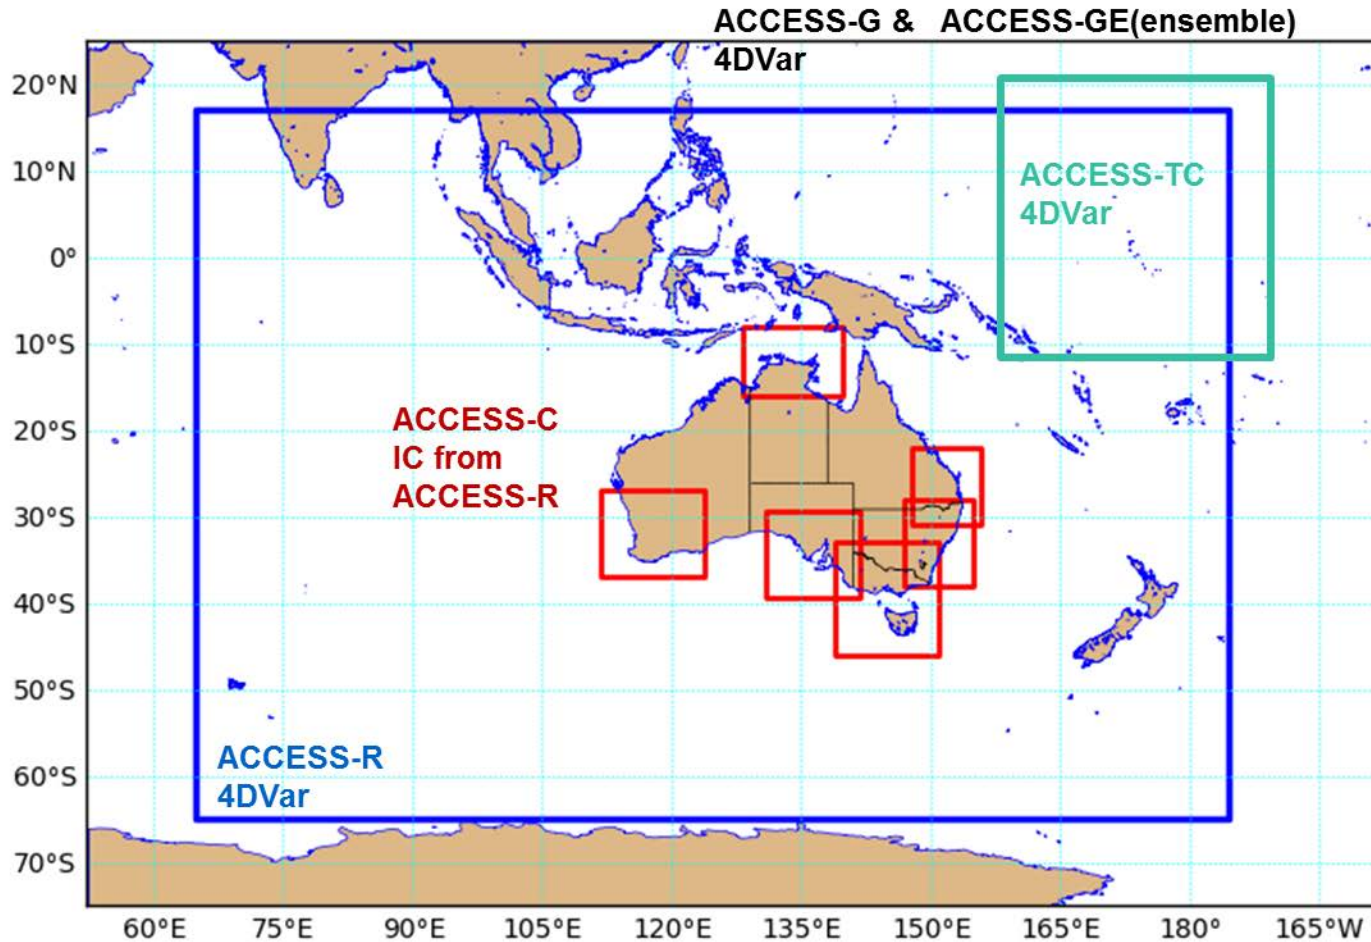 ACCESS-G & ACCESS-GE(ensemble)
4DVar
20°N
10°N
0°
10°S
20°S
30°S
40°S
50°S
60°S
70°S
ACCESS-TC
4DVar
ACCESS-C
IC from
ACCESS-R
ACCESS-R
4DVar
60°E 75°E 90°E 105°E 120°E 135°E 150°E 165°E 180° 165°W